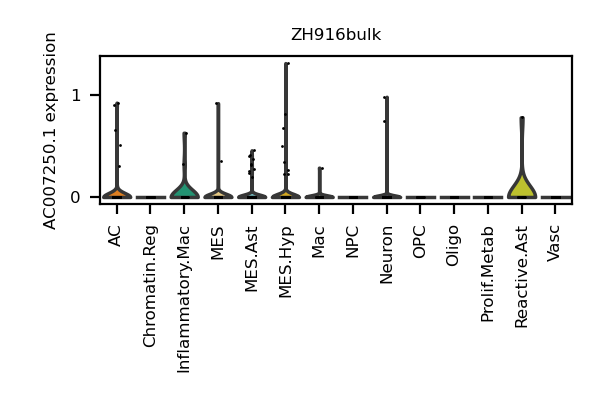 ZH916bulk
AC007250.1 expression
1
0
AC
Chromatin.Reg
Inflammatory.Mac
MES
MES.Ast
MES.Hyp
Mac
NPC
Neuron
OPC
Oligo
Prolif.Metab
Reactive.Ast
Vasc